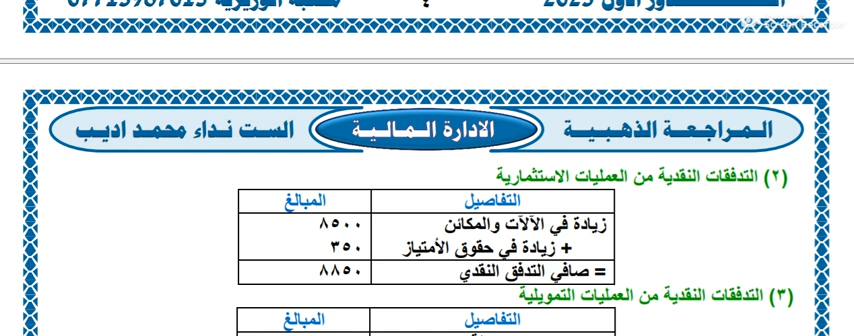 ٤
المراجعة الذهبية الادارة المالية الست نداء محمد اديب
(٢) التدفقات النقدية من العمليات الاستثمارية
التفاصيل المبالغ
زيادة في الآلآت والمكائن ٨٥٠٠
+ زيادة في حقوق الأمتياز ٣٥٠
= صافي التدفق النقدي ٨٨٥٠
(٣) التدفقات النقدية من العمليات التمويلية
التفاصيل المبالغ